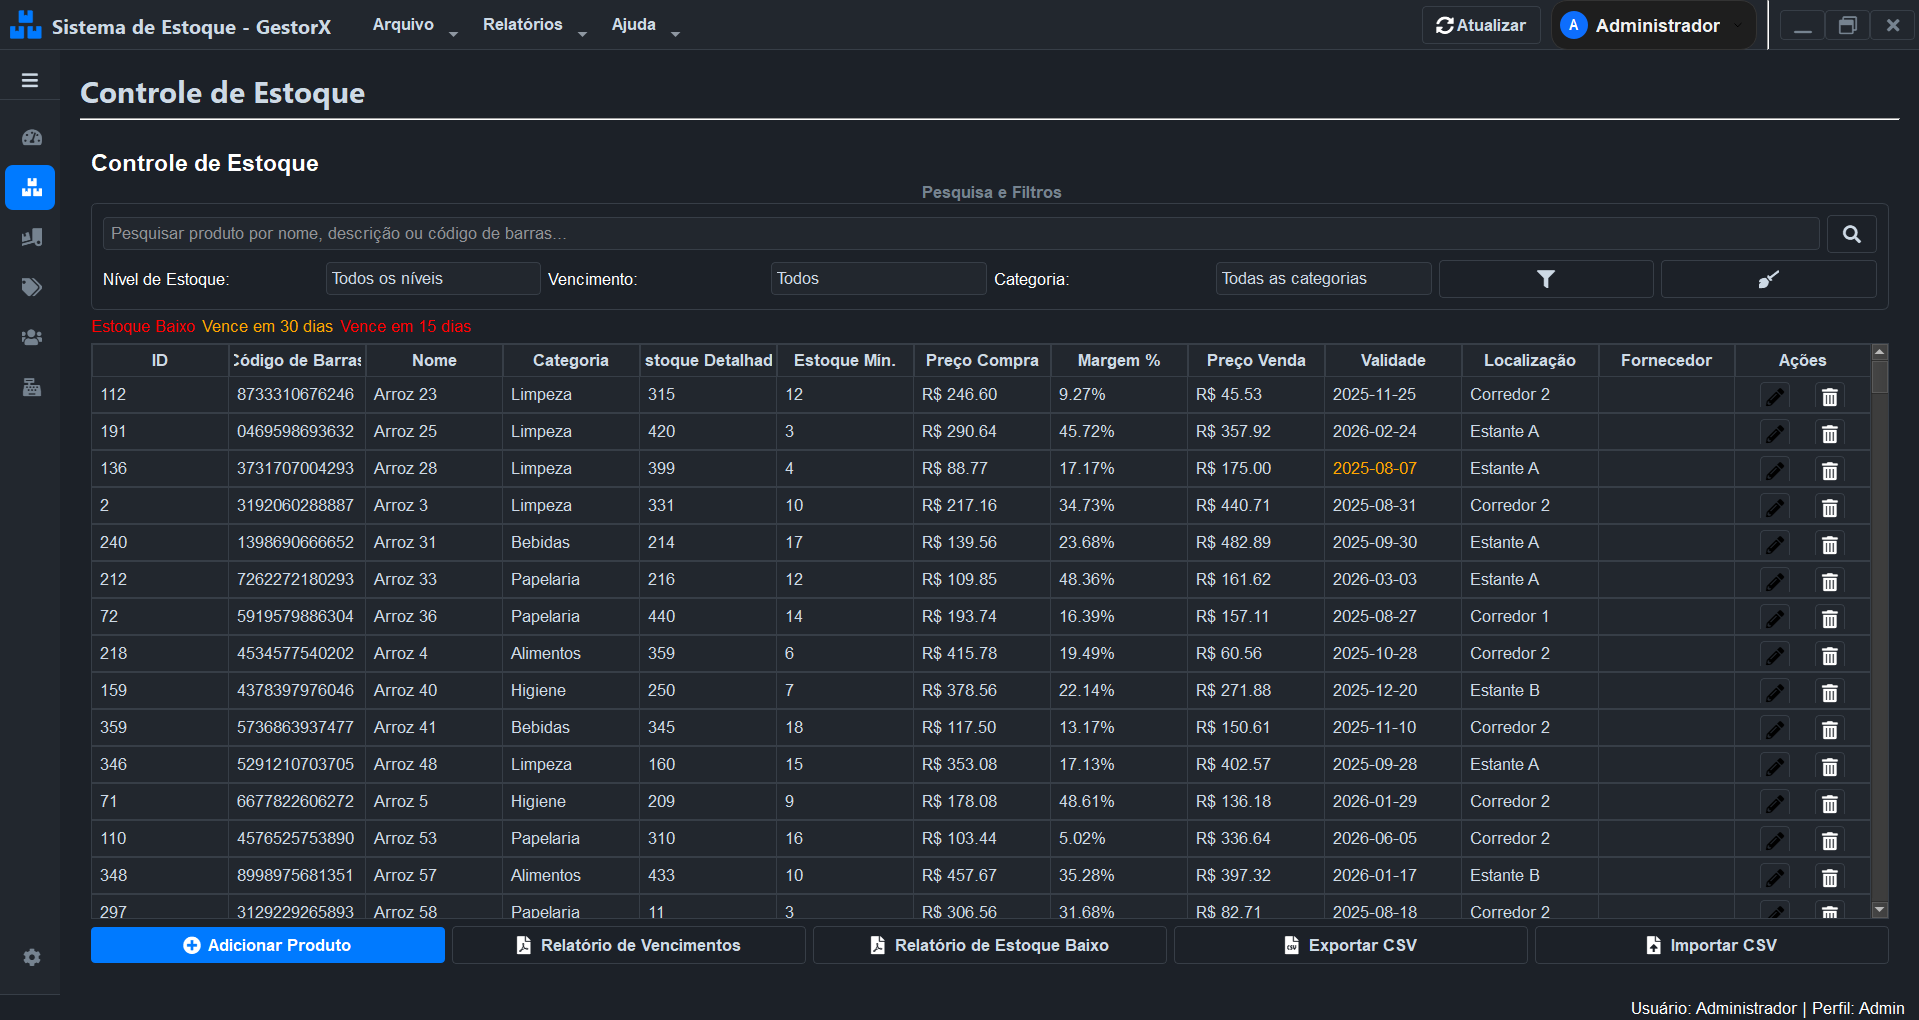 Sistema de Estoque - GestorX Arquivo Relatórios Ajuda Atualizar A Administrador
Controle de Estoque
Controle de Estoque
Pesquisa e Filtros
Pesquisar produto por nome, descrição ou código de barras...
Nível de Estoque: Todos os níveis Vencimento: Todos Categoria: Todas as categorias
Estoque Baixo Vence em 30 dias Vence em 15 dias
ID Código de Barras Nome Categoria stoque Detalhad Estoque Mín. Preço Compra Margem % Preço Venda Validade Localização Fornecedor Ações
112 8733310676246 Arroz 23 Limpeza 315 12 R$ 246.60 9.27% R$ 45.53 2025-11-25 Corredor 2
191 0469598693632 Arroz 25 Limpeza 420 3 R$ 290.64 45.72% R$ 357.92 2026-02-24 Estante A
136 3731707004293 Arroz 28 Limpeza 399 4 R$ 88.77 17.17% R$ 175.00 2025-08-07 Estante A
2 3192060288887 Arroz 3 Limpeza 331 10 R$ 217.16 34.73% R$ 440.71 2025-08-31 Corredor 2
240 1398690666652 Arroz 31 Bebidas 214 17 R$ 139.56 23.68% R$ 482.89 2025-09-30 Estante A
212 7262272180293 Arroz 33 Papelaria 216 12 R$ 109.85 48.36% R$ 161.62 2026-03-03 Estante A
72 5919579886304 Arroz 36 Papelaria 440 14 R$ 193.74 16.39% R$ 157.11 2025-08-27 Corredor 1
218 4534577540202 Arroz 4 Alimentos 359 6 R$ 415.78 19.49% R$ 60.56 2025-10-28 Corredor 2
159 4378397976046 Arroz 40 Higiene 250 7 R$ 378.56 22.14% R$ 271.88 2025-12-20 Estante B
359 5736863937477 Arroz 41 Bebidas 345 18 R$ 117.50 13.17% R$ 150.61 2025-11-10 Corredor 2
346 5291210703705 Arroz 48 Limpeza 160 15 R$ 353.08 17.13% R$ 402.57 2025-09-28 Estante A
71 6677822606272 Arroz 5 Higiene 209 9 R$ 178.08 48.61% R$ 136.18 2026-01-29 Corredor 2
110 4576525753890 Arroz 53 Papelaria 310 16 R$ 103.44 5.02% R$ 336.64 2026-06-05 Corredor 2
348 8998975681351 Arroz 57 Alimentos 433 10 R$ 457.67 35.28% R$ 397.32 2026-01-17 Estante B
297 3129229265893 Arroz 58 Papelaria 11 3 R$ 306.56 31.68% R$ 82.71 2025-08-18 Corredor 2
Adicionar Produto Relatório de Vencimentos Relatório de Estoque Baixo Exportar CSV Importar CSV
Usuário: Administrador | Perfil: Admin